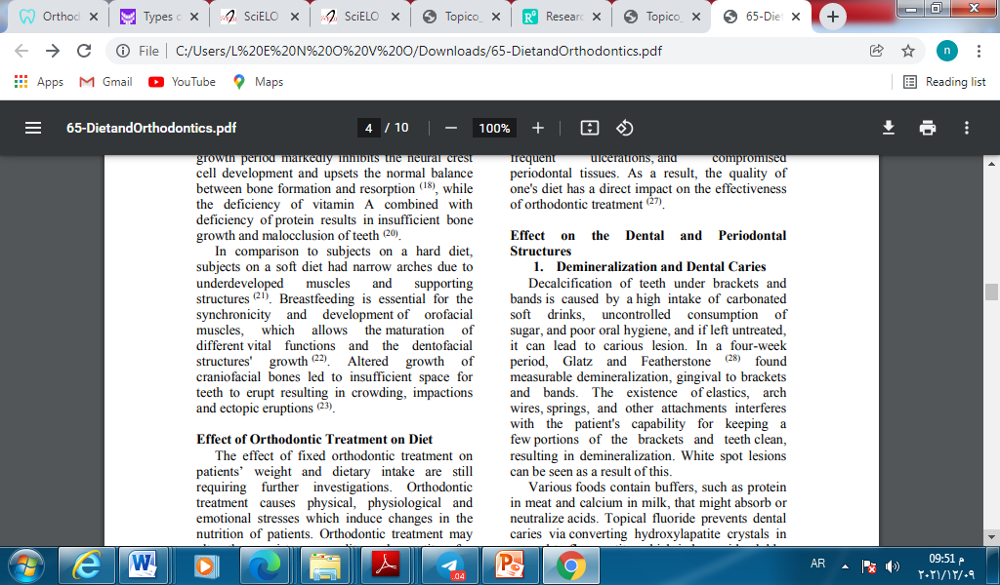 Orthod
Types c
SciELO
SciELO
Topico_
Researc
Topico_
65-Diet
File | C:/Users/L%20E%20N%20O%20V%20O/Downloads/65-DietandOrthodontics.pdf
n
Apps
Gmail
YouTube
Maps
Reading list
65-DietandOrthodontics.pdf
4 / 10
100%
growth period markedly inhibits the neural crest
cell development and upsets the normal balance
between bone formation and resorption (18), while
the deficiency of vitamin A combined with
deficiency of protein results in insufficient bone
growth and malocclusion of teeth (20).
In comparison to subjects on a hard diet,
subjects on a soft diet had narrow arches due to
underdeveloped muscles and supporting
structures (21). Breastfeeding is essential for the
synchronicity and development of orofacial
muscles, which allows the maturation of
different vital functions and the dentofacial
structures' growth (22). Altered growth of
craniofacial bones led to insufficient space for
teeth to erupt resulting in crowding, impactions
and ectopic eruptions (23).
Effect of Orthodontic Treatment on Diet
The effect of fixed orthodontic treatment on
patients’ weight and dietary intake are still
requiring further investigations. Orthodontic
treatment causes physical, physiological and
emotional stresses which induce changes in the
nutrition of patients. Orthodontic treatment may
frequent ulcerations, and compromised
periodontal tissues. As a result, the quality of
one's diet has a direct impact on the effectiveness
of orthodontic treatment (27).
Effect on the Dental and Periodontal
Structures
1. Demineralization and Dental Caries
Decalcification of teeth under brackets and
bands is caused by a high intake of carbonated
soft drinks, uncontrolled consumption of
sugar, and poor oral hygiene, and if left untreated,
it can lead to carious lesion. In a four-week
period, Glatz and Featherstone (28) found
measurable demineralization, gingival to brackets
and bands. The existence of elastics, arch
wires, springs, and other attachments interferes
with the patient's capability for keeping a
few portions of the brackets and teeth clean,
resulting in demineralization. White spot lesions
can be seen as a result of this.
Various foods contain buffers, such as protein
in meat and calcium in milk, that might absorb or
neutralize acids. Topical fluoride prevents dental
caries via converting hydroxylapatite crystals in
.04
AR
09:51 م
٢٠٢١/١٢/٠٩